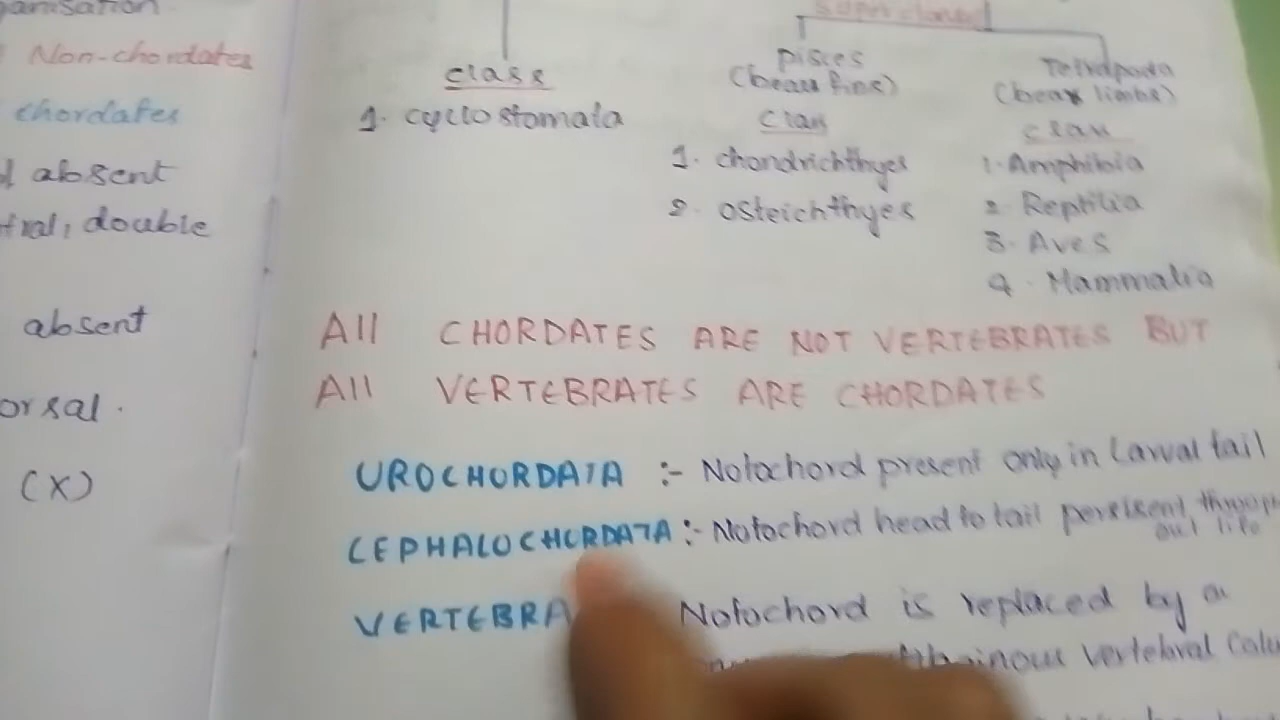 Non-chordates
chordates
absent
double
absent
(X)
class
1. cyclostomata
pisces
(bear fins)
class
1. chondrichthyes
2. osteichthyes
Tetrapoda
(bear limbs)
class
1. Amphibia
2. Reptilia
3. Aves
4. Mammalia
All CHORDATES ARE NOT VERTEBRATES BUT
All VERTEBRATES ARE CHORDATES
UROCHORDATA :- Notochord present only in Larval tail
CEPHALOCHORDATA :- Notochord head to tail persisent
out life
Notochord is replaced by a
vertebral